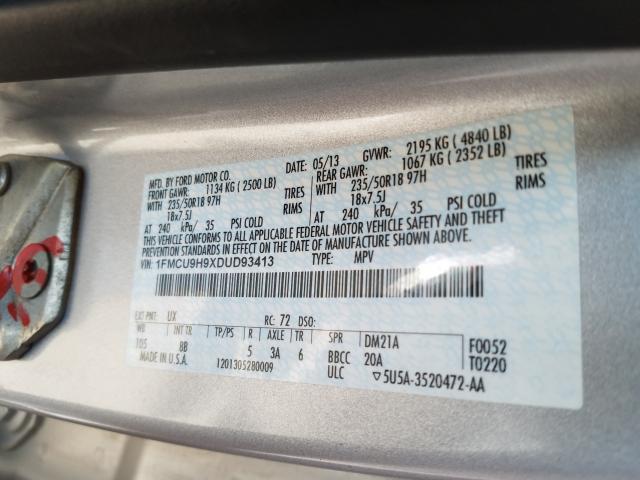 MFD. BY FORD MOTOR CO.
DATE: 05/13 GVWR: 2195 KG ( 4840 LB)
FRONT GAWR: 1134 KG ( 2500 LB) REAR GAWR: 1067 KG ( 2352 LB)
WITH 235/50R18 97H TIRES WITH 235/50R18 97H TIRES
18x7.5J RIMS 18x7.5J RIMS
AT 240 kPa/ 35 PSI COLD AT 240 kPa/ 35 PSI COLD
THIS VEHICLE CONFORMS TO ALL APPLICABLE FEDERAL MOTOR VEHICLE SAFETY AND THEFT
PREVENTION STANDARDS IN EFFECT ON THE DATE OF MANUFACTURE SHOWN ABOVE.
VIN: 1FMCU9H9XDUD93413 TYPE: MPV
EXT PNT: UX RC: 72 DSO:
WB INT TR TP/PS R AXLE TR SPR DM21A F0052
105 8B 5 3A 6 BBCC 20A T0220
MADE IN U.S.A. 1201305280009 ULC ▽5U5A-3520472-AA